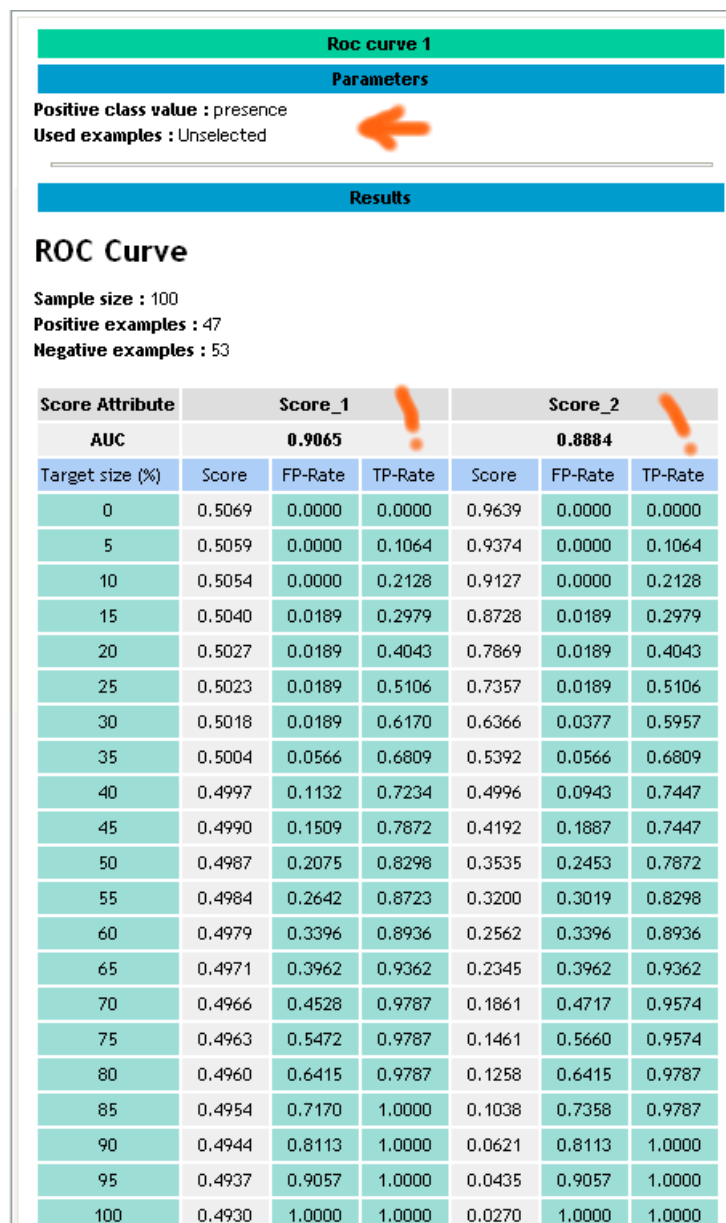 Roc curve 1
Parameters
Positive class value : presence
Used examples : Unselected
Results
ROC Curve
Sample size : 100
Positive examples : 47
Negative examples : 53
Score Attribute Score_1 Score_2
AUC 0.9065 0.8884
Target size (%) Score FP-Rate TP-Rate Score FP-Rate TP-Rate
0 0.5069 0.0000 0.0000 0.9639 0.0000 0.0000
5 0.5059 0.0000 0.1064 0.9374 0.0000 0.1064
10 0.5054 0.0000 0.2128 0.9127 0.0000 0.2128
15 0.5040 0.0189 0.2979 0.8728 0.0189 0.2979
20 0.5027 0.0189 0.4043 0.7869 0.0189 0.4043
25 0.5023 0.0189 0.5106 0.7357 0.0189 0.5106
30 0.5018 0.0189 0.6170 0.6366 0.0377 0.5957
35 0.5004 0.0566 0.6809 0.5392 0.0566 0.6809
40 0.4997 0.1132 0.7234 0.4996 0.0943 0.7447
45 0.4990 0.1509 0.7872 0.4192 0.1887 0.7447
50 0.4987 0.2075 0.8298 0.3535 0.2453 0.7872
55 0.4984 0.2642 0.8723 0.3200 0.3019 0.8298
60 0.4979 0.3396 0.8936 0.2562 0.3396 0.8936
65 0.4971 0.3962 0.9362 0.2345 0.3962 0.9362
70 0.4966 0.4528 0.9787 0.1861 0.4717 0.9574
75 0.4963 0.5472 0.9787 0.1461 0.5660 0.9574
80 0.4960 0.6415 0.9787 0.1258 0.6415 0.9787
85 0.4954 0.7170 1.0000 0.1038 0.7358 0.9787
90 0.4944 0.8113 1.0000 0.0621 0.8113 1.0000
95 0.4937 0.9057 1.0000 0.0435 0.9057 1.0000
100 0.4930 1.0000 1.0000 0.0270 1.0000 1.0000